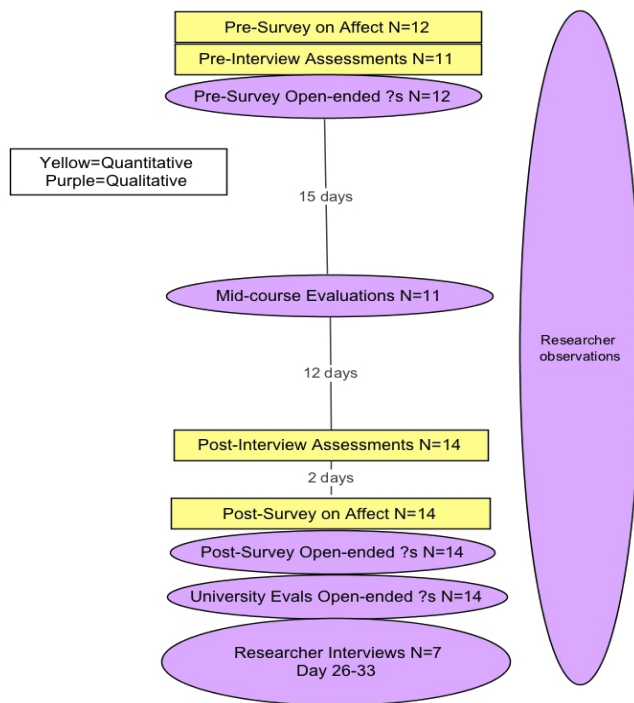 Pre-Survey on Affect N=12
Pre-Interview Assessments N=11
Pre-Survey Open-ended ?s N=12
Yellow=Quantitative
Purple=Qualitative
15 days
Mid-course Evaluations N=11
Researcher
observations
12 days
Post-Interview Assessments N=14
2 days
Post-Survey on Affect N=14
Post-Survey Open-ended ?s N=14
University Evals Open-ended ?s N=14
Researcher Interviews N=7
Day 26-33